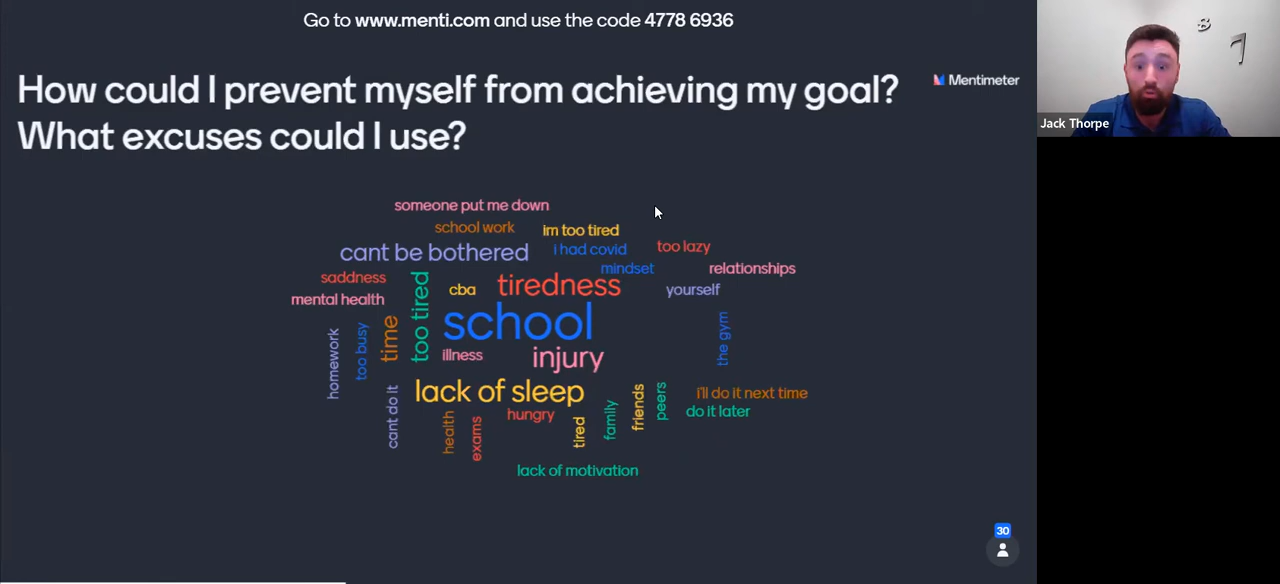 Go to www.menti.com and use the code 4778 6936
How could I prevent myself from achieving my goal?
What excuses could I use?
Mentimeter
Jack Thorpe
someone put me down
school work
im too tired
cant be bothered
i had covid
too lazy
mindset
relationships
saddness
cba
tiredness
yourself
mental health
too tired
school
time
too busy
homework
illness
injury
the gym
lack of sleep
cant do it
health
exams
hungry
tired
family
friends
peers
i'll do it next time
do it later
lack of motivation
30